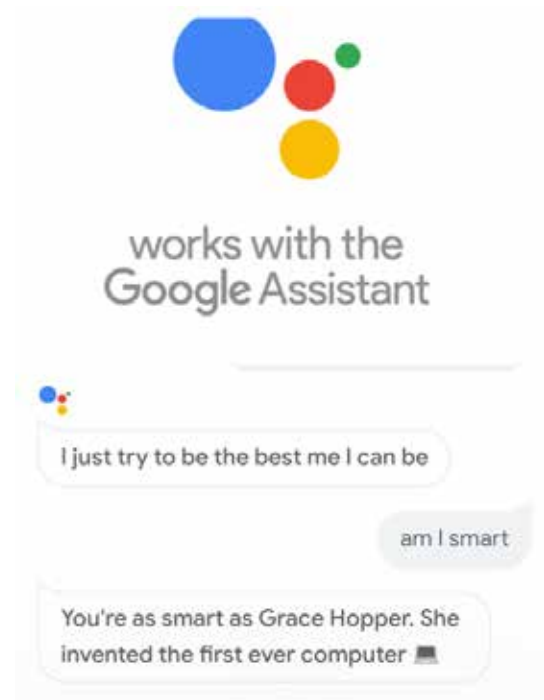 works with the
Google Assistant
I just try to be the best me I can be
am I smart
You're as smart as Grace Hopper. She
invented the first ever computer 💻